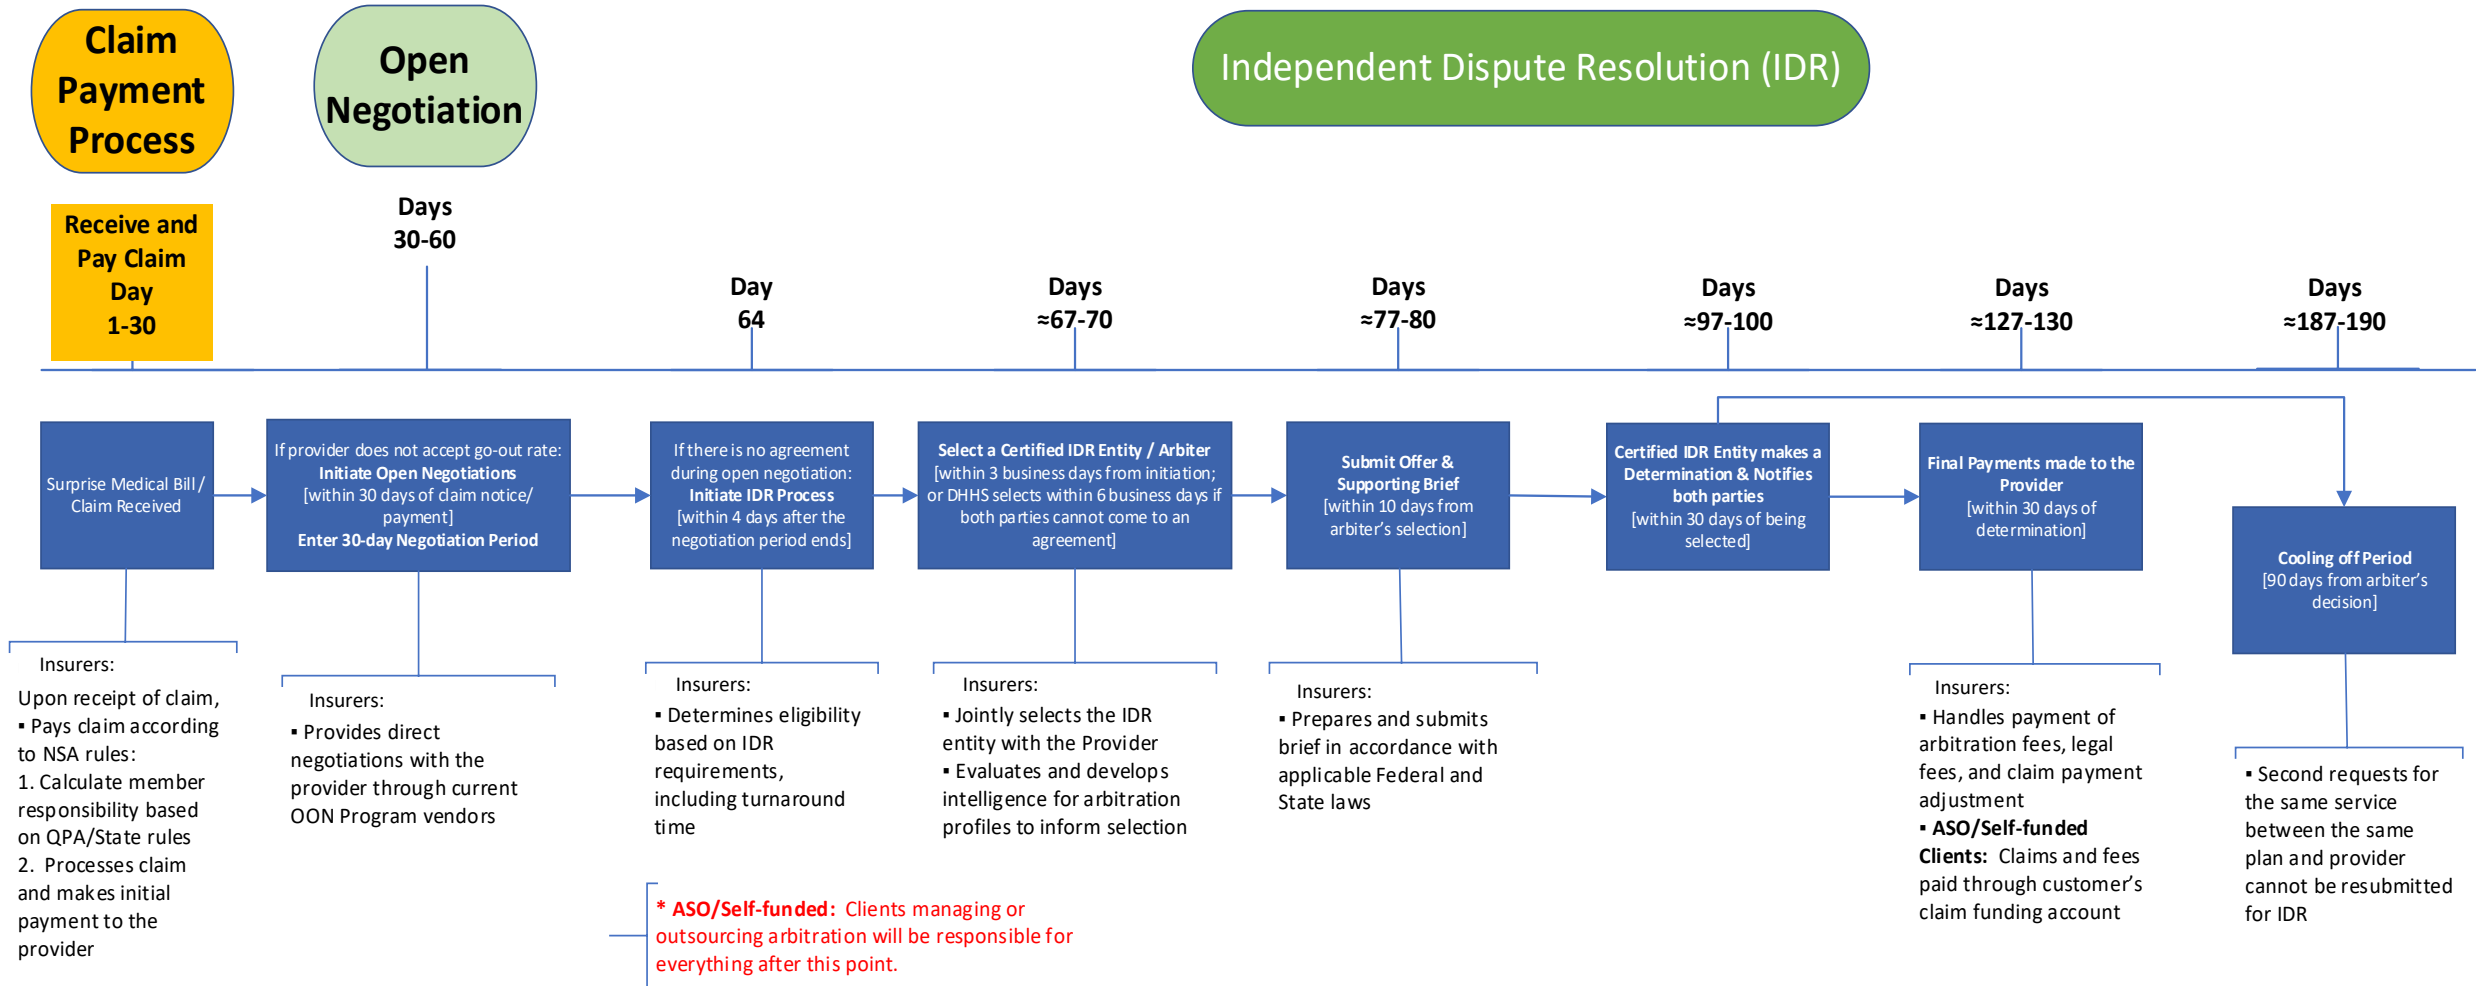 Claim
Payment
Process
Open
Negotiation
Independent Dispute Resolution (IDR)
Receive and
Pay Claim
Day
1-30
Days
30-60
Day
64
Days
≈67-70
Days
≈77-80
Days
≈97-100
Days
≈127-130
Days
≈187-190
Surprise Medical Bill /
Claim Received
If provider does not accept go-out rate:
Initiate Open Negotiations
[within 30 days of claim notice/
payment]
Enter 30-day Negotiation Period
If there is no agreement
during open negotiation:
Initiate IDR Process
[within 4 days after the
negotiation period ends]
Select a Certified IDR Entity / Arbiter
[within 3 business days from initiation;
or DHHS selects within 6 business days if
both parties cannot come to an
agreement]
Submit Offer &
Supporting Brief
[within 10 days from
arbiter's selection]
Certified IDR Entity makes a
Determination & Notifies
both parties
[within 30 days of being
selected]
Final Payments made to the
Provider
[within 30 days of
determination]
Cooling off Period
[90 days from arbiter's
decision]
Insurers:
Upon receipt of claim,
▪ Pays claim according
to NSA rules:
1. Calculate member
responsibility based
on QPA/State rules
2. Processes claim
and makes initial
payment to the
provider
Insurers:
▪ Provides direct
negotiations with the
provider through current
OON Program vendors
Insurers:
▪ Determines eligibility
based on IDR
requirements,
including turnaround
time
Insurers:
▪ Jointly selects the IDR
entity with the Provider
▪ Evaluates and develops
intelligence for arbitration
profiles to inform selection
Insurers:
▪ Prepares and submits
brief in accordance with
applicable Federal and
State laws
Insurers:
▪ Handles payment of
arbitration fees, legal
fees, and claim payment
adjustment
▪ ASO/Self-funded
Clients: Claims and fees
paid through customer's
claim funding account
▪ Second requests for
the same service
between the same
plan and provider
cannot be resubmitted
for IDR
* ASO/Self-funded: Clients managing or
outsourcing arbitration will be responsible for
everything after this point.